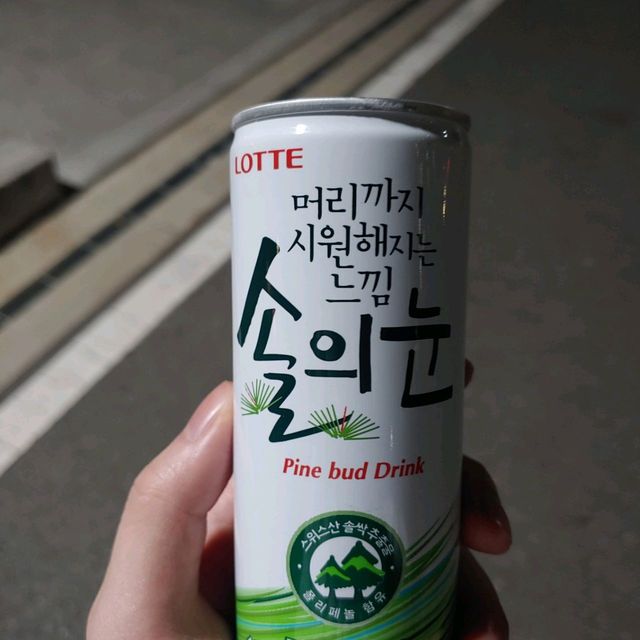 LOTTE
머리까지
시원해지는
느낌
솔의눈
Pine bud Drink
스위스산 솔싹추출물
폴리페놀 함유